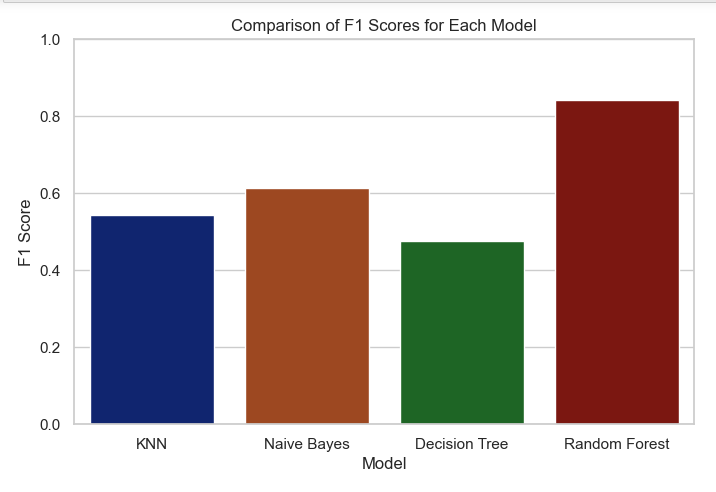 Comparison of F1 Scores for Each Model
1.0
0.8
0.6
0.4
0.2
0.0
F1 Score
KNN Naive Bayes Decision Tree Random Forest
Model